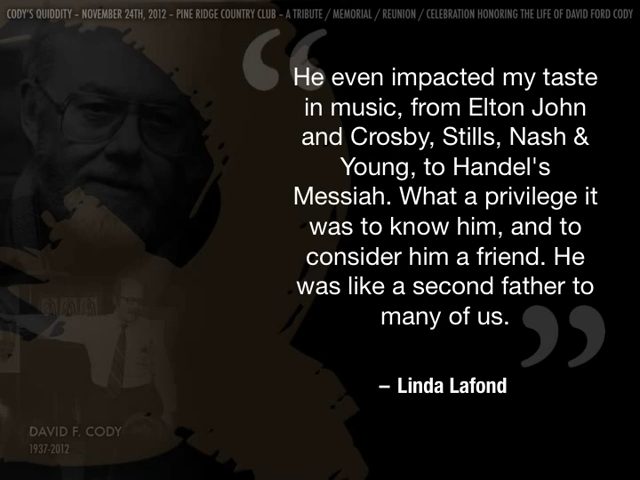 CODY'S QUIDDITY – NOVEMBER 24TH, 2012 – PINE RIDGE COUNTRY CLUB – A TRIBUTE / MEMORIAL / REUNION / CELEBRATION HONORING THE LIFE OF DAVID FORD CODY
“
He even impacted my taste
in music, from Elton John
and Crosby, Stills, Nash &
Young, to Handel's
Messiah. What a privilege it
was to know him, and to
consider him a friend. He
was like a second father to
many of us.
”
– Linda Lafond
DAVID F. CODY
1937-2012